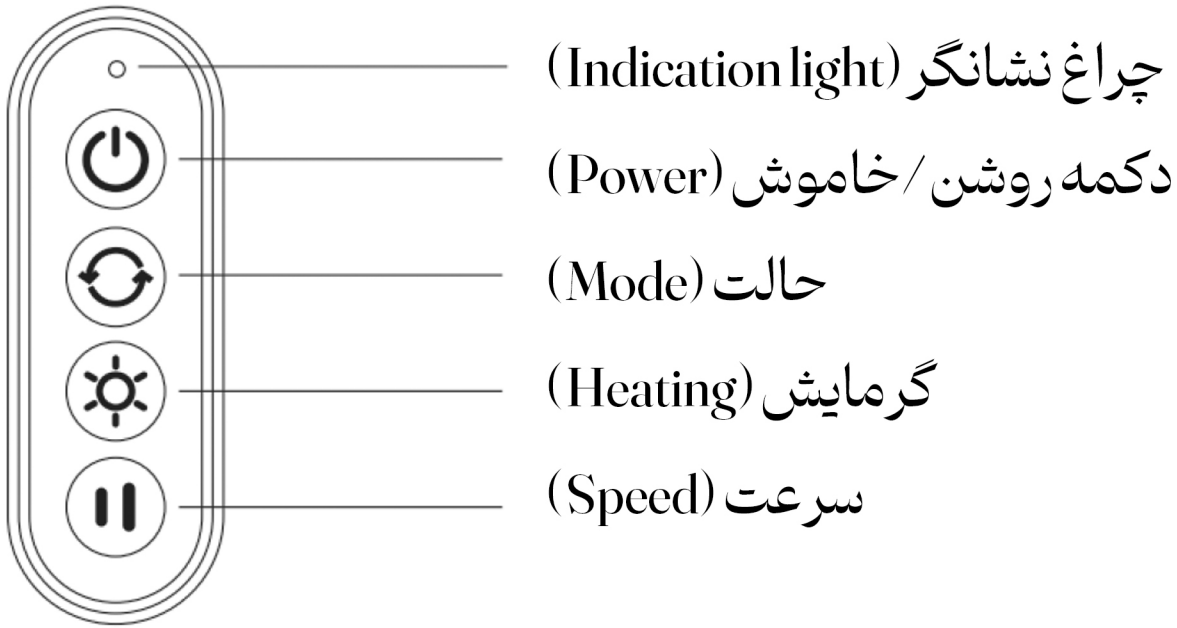 چراغ نشانگر (Indication light)
دکمه روشن/خاموش (Power)
حالت (Mode)
گرمایش (Heating)
سرعت (Speed)